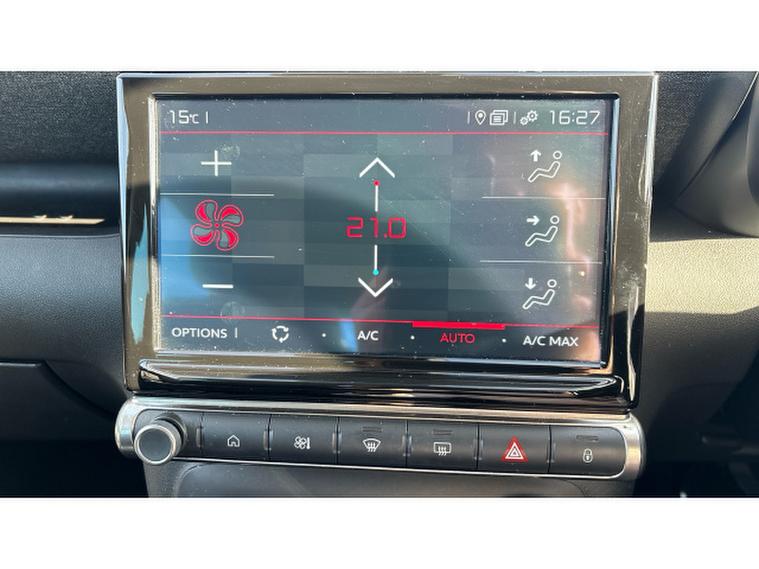 15°C 16:27
21.0
OPTIONS A/C AUTO A/C MAX